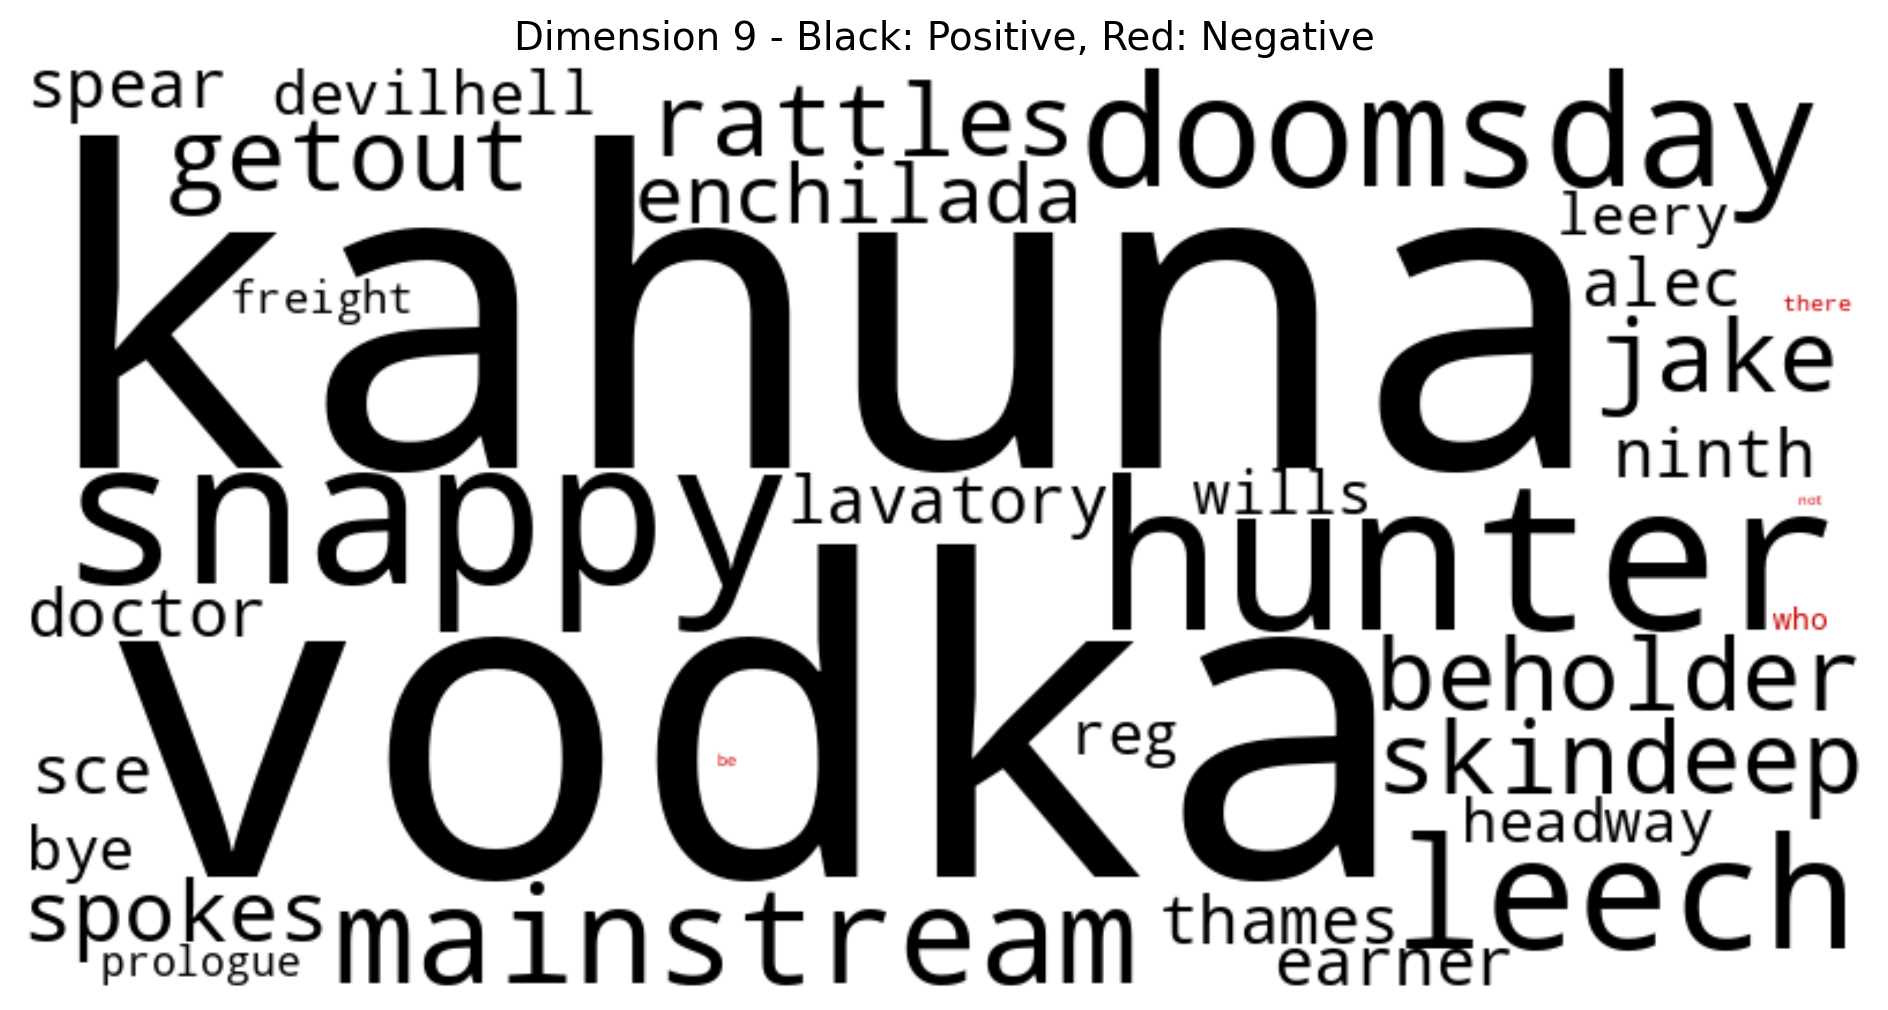 Dimension 9 - Black: Positive, Red: Negative
spear
devilhell
rattles
doomsday
getout
enchilada
leery
kahuna
freight
alec
there
jake
ninth
snappy
lavatory
wills
not
hunter
doctor
who
vodka
beholder
reg
skindeep
be
sce
headway
bye
leech
spokes
mainstream
thames
prologue
earner